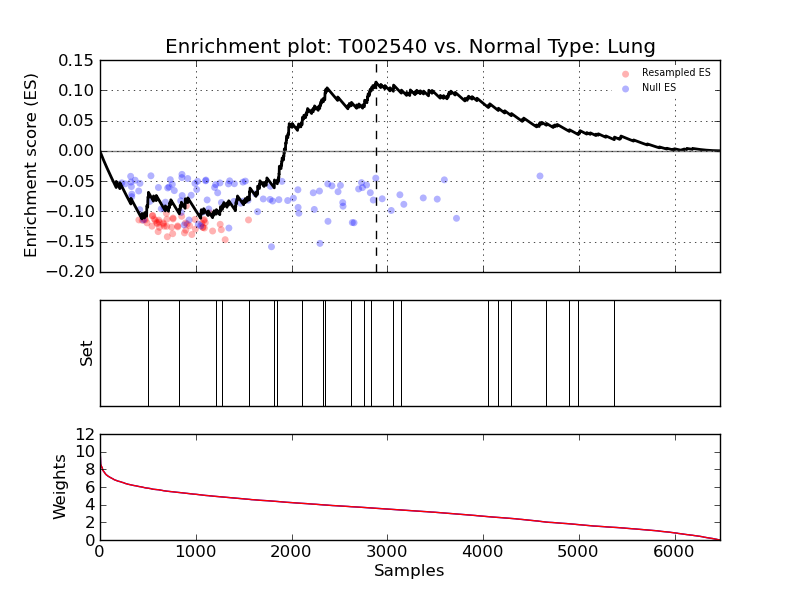 Enrichment plot: T002540 vs. Normal Type: Lung
Enrichment score (ES)
0.15
0.10
0.05
0.00
−0.05
−0.10
−0.15
−0.20
Resampled ES
Null ES
Set
Weights
12
10
8
6
4
2
0
0 1000 2000 3000 4000 5000 6000
Samples